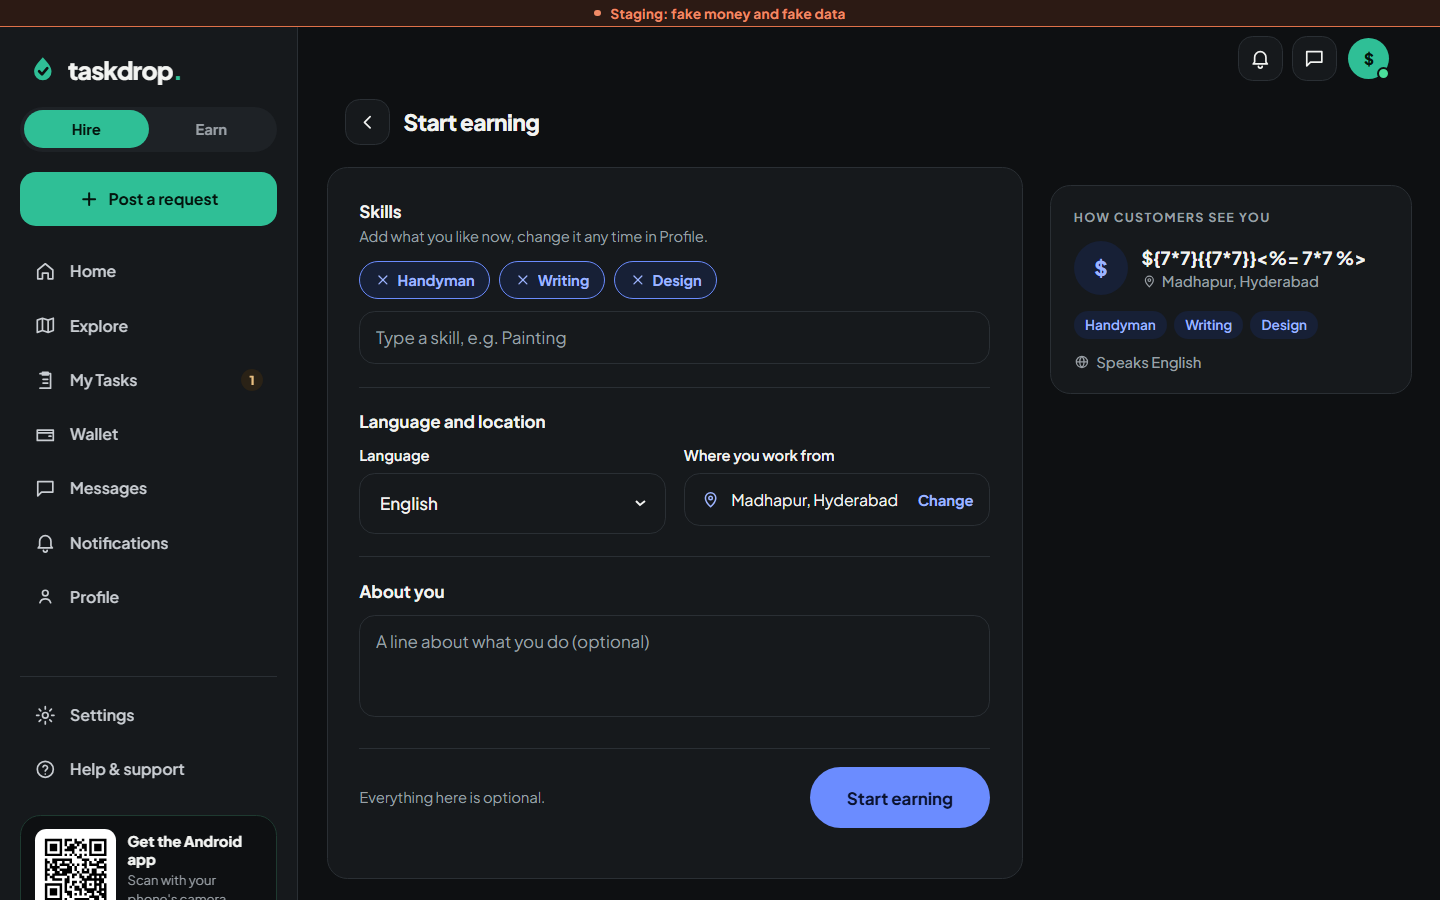 Staging: fake money and fake data
taskdrop.
Hire
Earn
Post a request
Home
Explore
My Tasks
1
Wallet
Messages
Notifications
Profile
Settings
Help & support
Get the Android
app
Scan with your
phone's camera
$
Start earning
Skills
Add what you like now, change it any time in Profile.
Handyman
Writing
Design
Type a skill, e.g. Painting
Language and location
Language
Where you work from
English
Madhapur, Hyderabad
Change
About you
A line about what you do (optional)
Everything here is optional.
Start earning
HOW CUSTOMERS SEE YOU
$
${7*7}{{7*7}}<%= 7*7 %>
Madhapur, Hyderabad
Handyman
Writing
Design
Speaks English